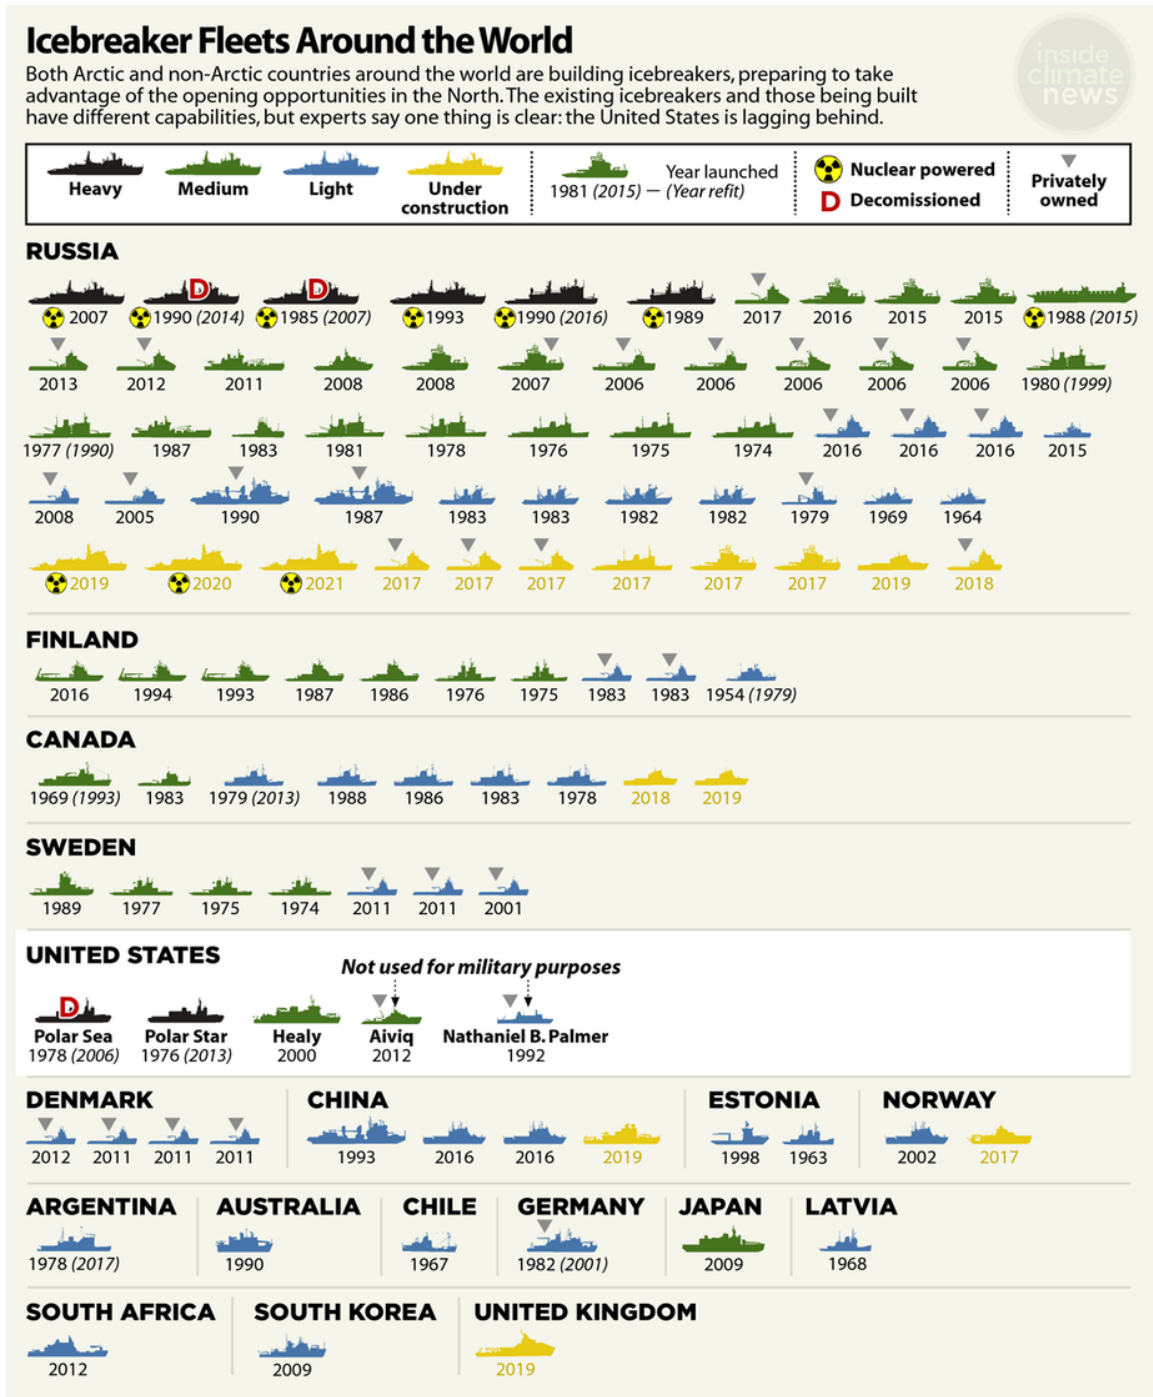 Icebreaker Fleets Around the World
inside
climate
news
Both Arctic and non-Arctic countries around the world are building icebreakers, preparing to take
advantage of the opening opportunities in the North. The existing icebreakers and those being built
have different capabilities, but experts say one thing is clear: the United States is lagging behind.
Heavy Medium Light Under construction
1981 (2015) — Year launched (Year refit)
Nuclear powered
D Decomissioned
Privately owned
RUSSIA
D D
2007 1990 (2014) 1985 (2007) 1993 1990 (2016) 1989 2017 2016 2015 2015 1988 (2015)
2013 2012 2011 2008 2008 2007 2006 2006 2006 2006 2006 1980 (1999)
1977 (1990) 1987 1983 1981 1978 1976 1975 1974 2016 2016 2016 2015
2008 2005 1990 1987 1983 1983 1982 1982 1979 1969 1964
2019 2020 2021 2017 2017 2017 2017 2017 2017 2019 2018
FINLAND
2016 1994 1993 1987 1986 1976 1975 1983 1983 1954 (1979)
CANADA
1969 (1993) 1983 1979 (2013) 1988 1986 1983 1978 2018 2019
SWEDEN
1989 1977 1975 1974 2011 2011 2001
UNITED STATES
Not used for military purposes
D
Polar Sea Polar Star Healy Aiviq Nathaniel B. Palmer
1978 (2006) 1976 (2013) 2000 2012 1992
DENMARK CHINA ESTONIA NORWAY
2012 2011 2011 2011 1993 2016 2016 2019 1998 1963 2002 2017
ARGENTINA AUSTRALIA CHILE GERMANY JAPAN LATVIA
1978 (2017) 1990 1967 1982 (2001) 2009 1968
SOUTH AFRICA SOUTH KOREA UNITED KINGDOM
2012 2009 2019